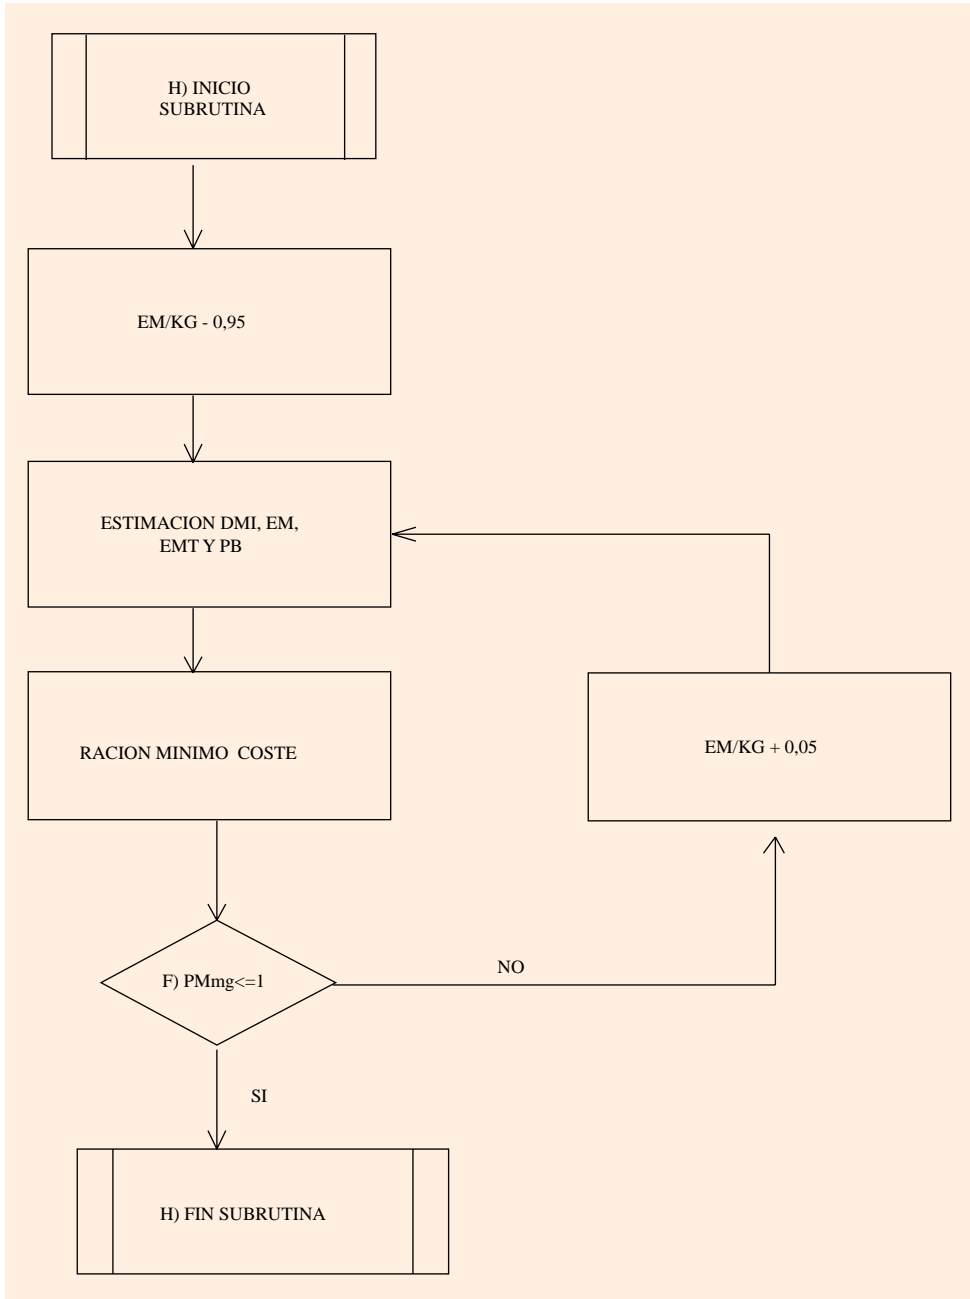 H) INICIO
SUBRUTINA
EM/KG - 0,95
ESTIMACION DMI, EM,
EMT Y PB
RACION MINIMO COSTE
EM/KG + 0,05
F) PMmg<=1
NO
SI
H) FIN SUBRUTINA